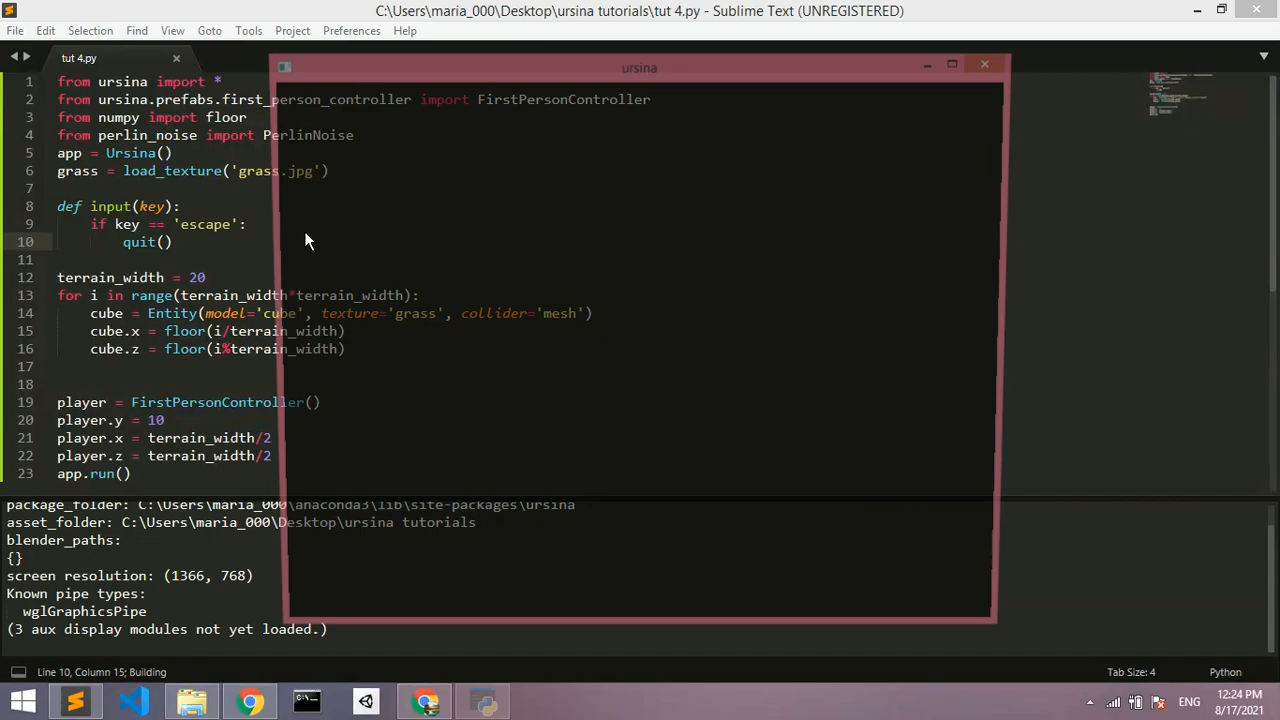 C:\Users\maria_000\Desktop\ursina tutorials\tut 4.py - Sublime Text (UNREGISTERED)
File Edit Selection Find View Goto Tools Project Preferences Help
tut 4.py
ursina
1 from ursina import *
2 from ursina.prefabs.first_person_controller import FirstPersonController
3 from numpy import floor
4 from perlin_noise import PerlinNoise
5 app = Ursina()
6 grass = load_texture('grass.jpg')
7
8 def input(key):
9 if key == 'escape':
10 quit()
11
12 terrain_width = 20
13 for i in range(terrain_width*terrain_width):
14 cube = Entity(model='cube', texture='grass', collider='mesh')
15 cube.x = floor(i/terrain_width)
16 cube.z = floor(i%terrain_width)
17
18
19 player = FirstPersonController()
20 player.y = 10
21 player.x = terrain_width/2
22 player.z = terrain_width/2
23 app.run()
package_folder: C:\Users\maria_000\anaconda3\lib\site-packages\ursina
asset_folder: C:\Users\maria_000\Desktop\ursina tutorials
blender_paths:
{}
screen resolution: (1366, 768)
Known pipe types:
wglGraphicsPipe
(3 aux display modules not yet loaded.)
Line 10, Column 15; Building Tab Size: 4 Python
ENG
12:24 PM
8/17/2021